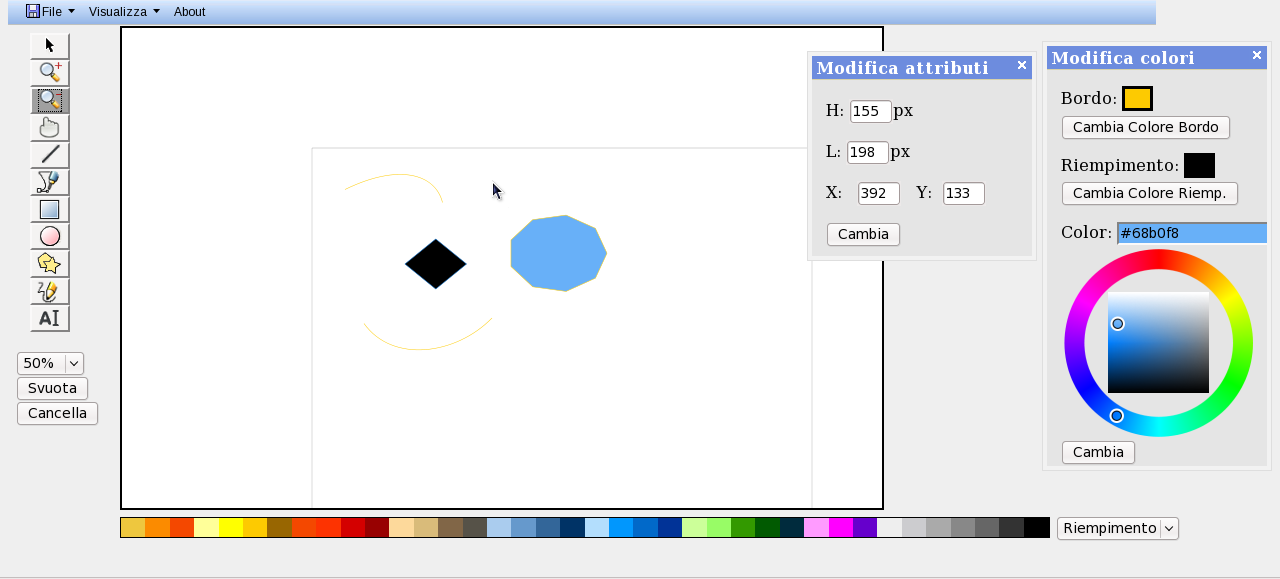 File Visualizza About
Modifica attributi
H: 155 px
L: 198 px
X: 392 Y: 133
Cambia
Modifica colori
Bordo:
Cambia Colore Bordo
Riempimento:
Cambia Colore Riemp.
Color: #68b0f8
Cambia
AI
50%
Svuota
Cancella
Riempimento